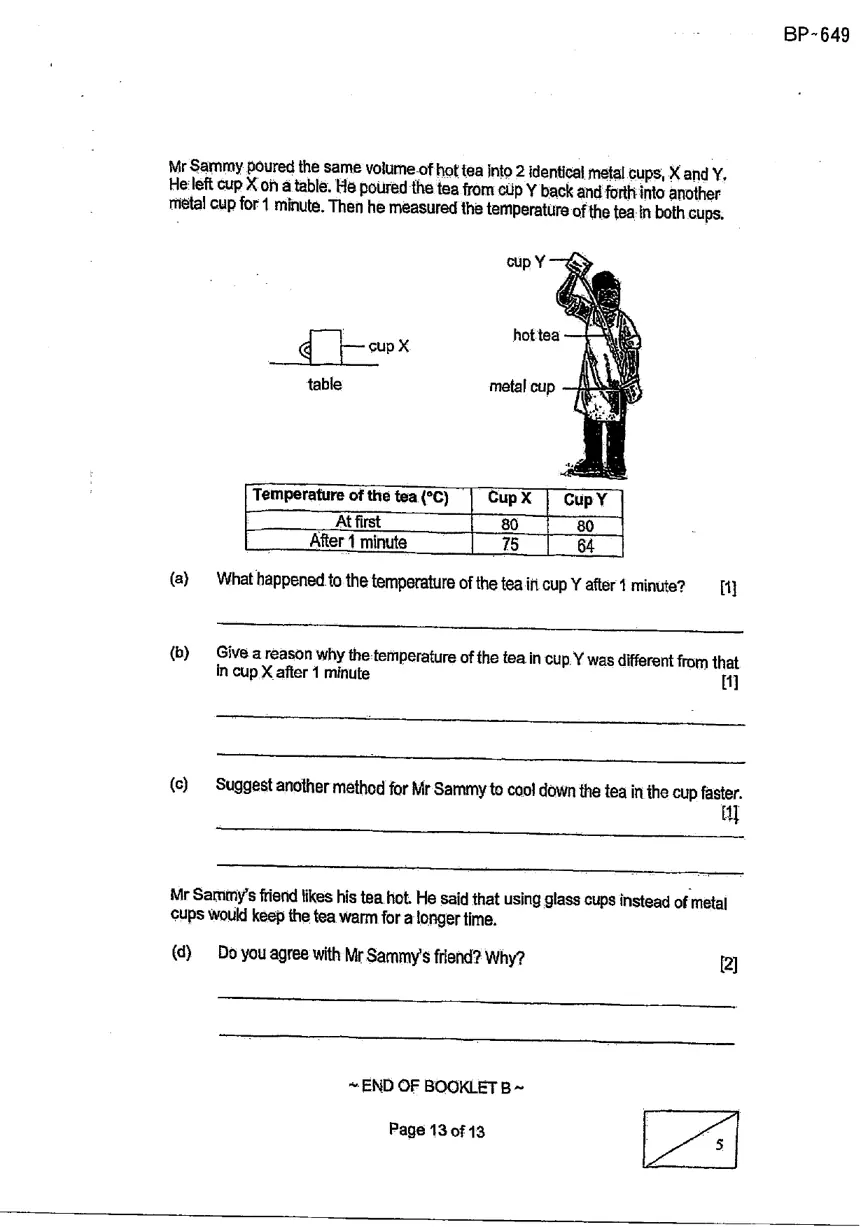 BP-649
Mr Sammy poured the same volume of hot tea into 2 identical metal cups, X and Y.
He left cup X on a table. He poured the tea from cup Y back and forth into another
metal cup for 1 minute. Then he measured the temperature of the tea in both cups.
cup Y
hot tea
cup X
table
metal cup
Temperature of the tea (°C) Cup X Cup Y
At first 80 80
After 1 minute 75 64
(a) What happened to the temperature of the tea in cup Y after 1 minute? [1]
(b) Give a reason why the temperature of the tea in cup Y was different from that
in cup X after 1 minute [1]
(c) Suggest another method for Mr Sammy to cool down the tea in the cup faster.
[1]
Mr Sammy's friend likes his tea hot. He said that using glass cups instead of metal
cups would keep the tea warm for a longer time.
(d) Do you agree with Mr Sammy's friend? Why? [2]
~ END OF BOOKLET B ~
Page 13 of 13
5